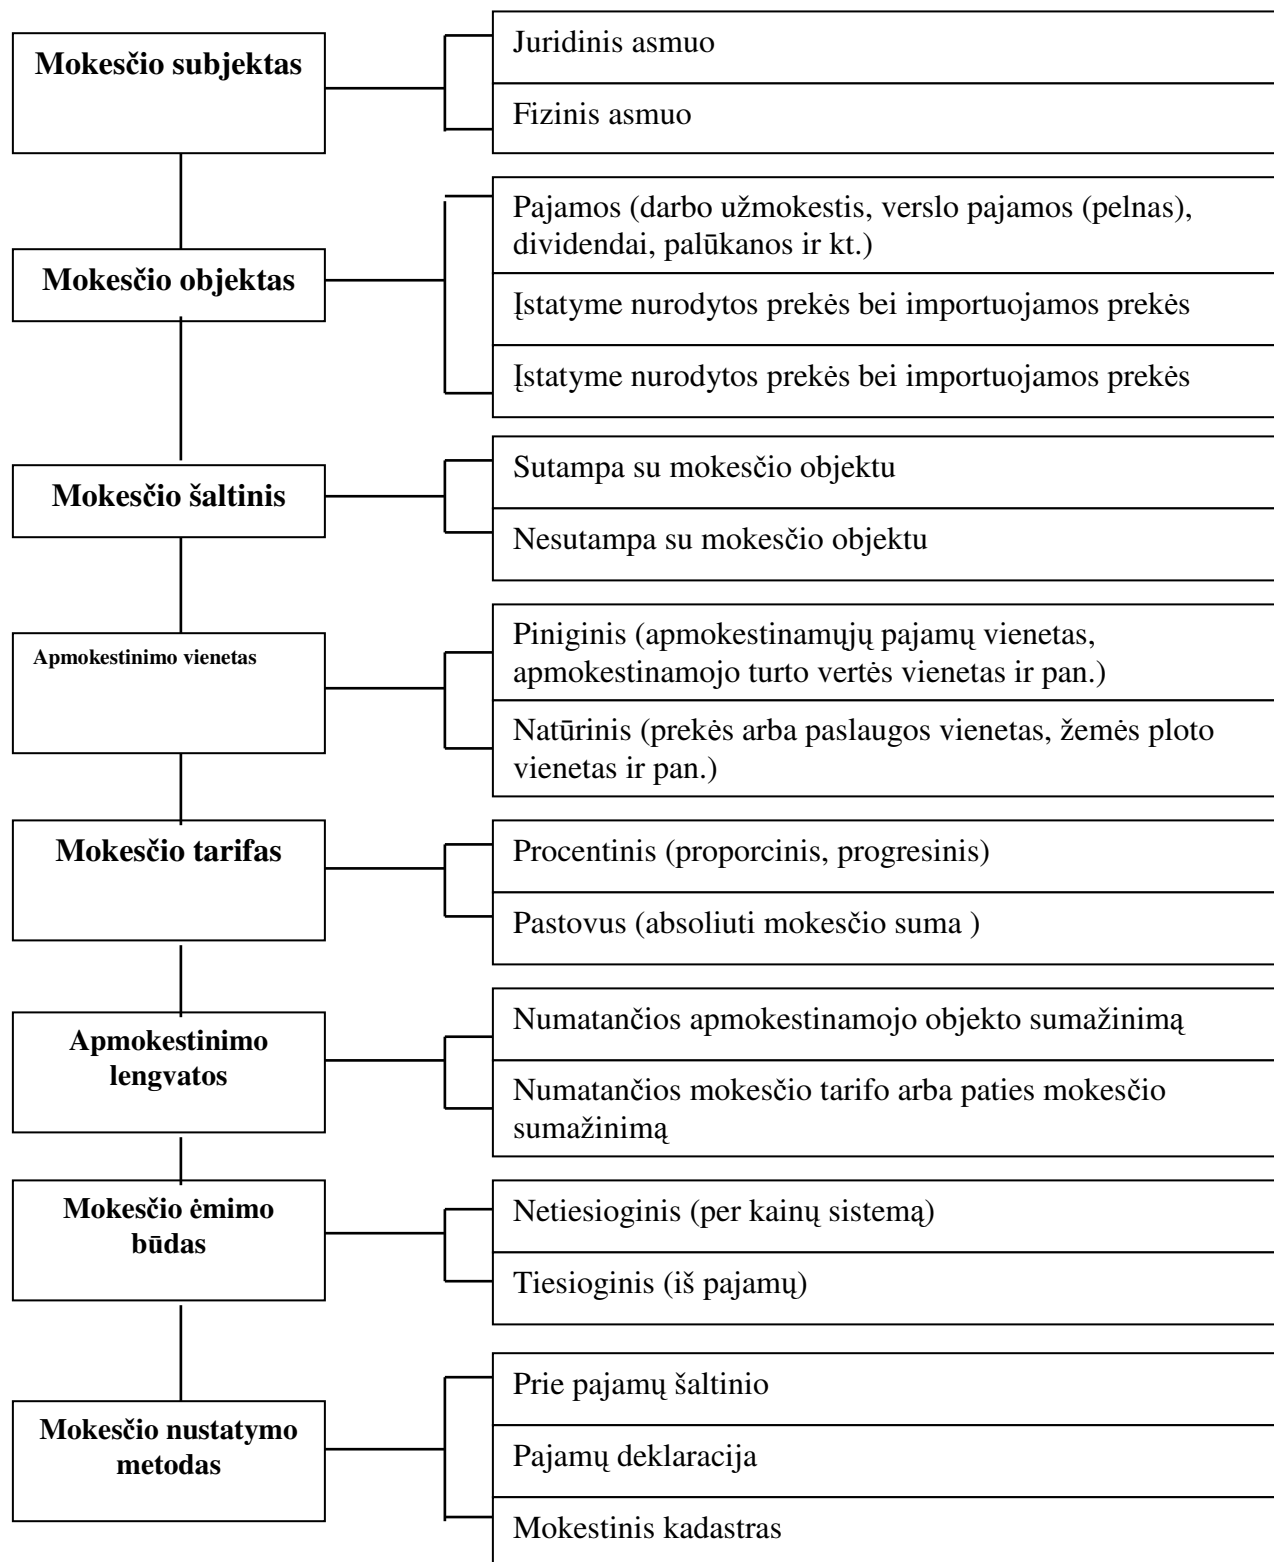 Mokesčio subjektas
Juridinis asmuo
Fizinis asmuo
Mokesčio objektas
Pajamos (darbo užmokestis, verslo pajamos (pelnas),
dividendai, palūkanos ir kt.)
Įstatyme nurodytos prekės bei importuojamos prekės
Įstatyme nurodytos prekės bei importuojamos prekės
Mokesčio šaltinis
Sutampa su mokesčio objektu
Nesutampa su mokesčio objektu
Apmokestinimo vienetas
Piniginis (apmokestinamųjų pajamų vienetas,
apmokestinamojo turto vertės vienetas ir pan.)
Natūrinis (prekės arba paslaugos vienetas, žemės ploto
vienetas ir pan.)
Mokesčio tarifas
Procentinis (proporcinis, progresinis)
Pastovus (absoliuti mokesčio suma )
Apmokestinimo
lengvatos
Numatančios apmokestinamojo objekto sumažinimą
Numatančios mokesčio tarifo arba paties mokesčio
sumažinimą
Mokesčio ėmimo
būdas
Netiesioginis (per kainų sistemą)
Tiesioginis (iš pajamų)
Mokesčio nustatymo
metodas
Prie pajamų šaltinio
Pajamų deklaracija
Mokestinis kadastras